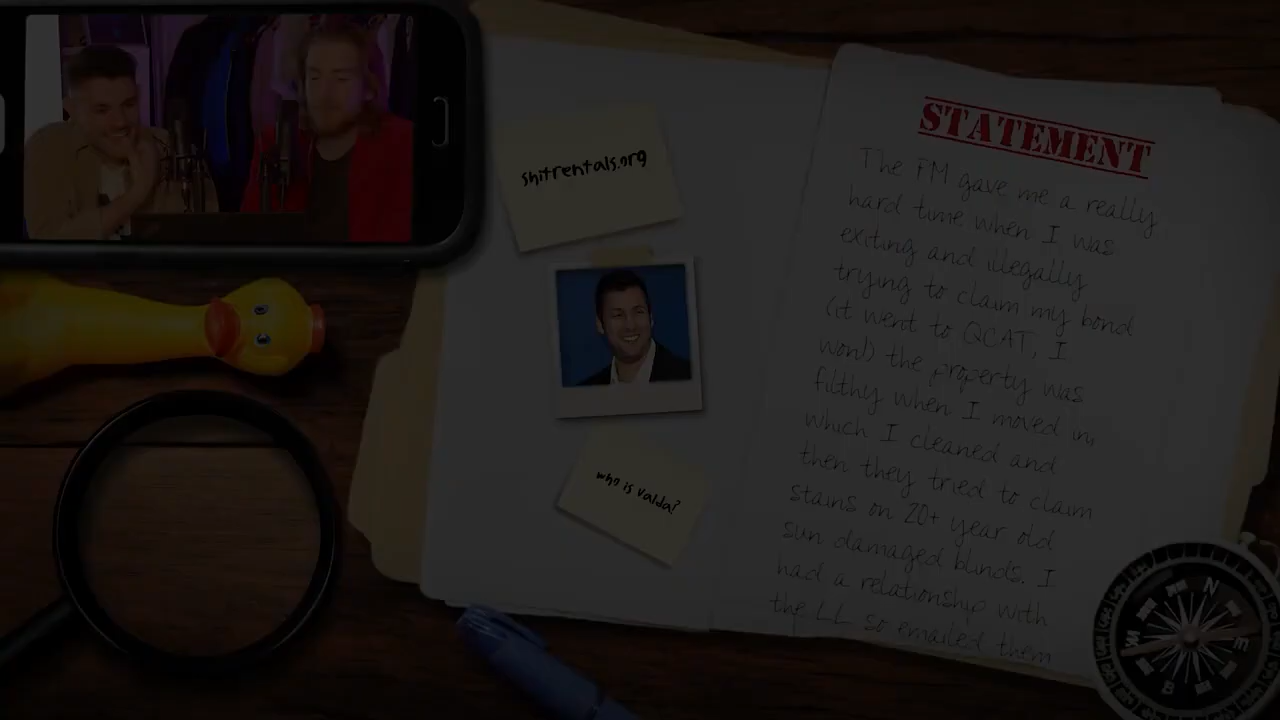 shitrentals.org
who is valda?
STATEMENT
The PM gave me a really
hard time when I was
exiting and illegally
trying to claim my bond
(it went to QCAT, I
won!) the property was
filthy when I moved in,
which I cleaned and
then they tried to claim
stains on 20+ year old
sun damaged blinds. I
had a relationship with
the LL so emailed them
N
E
S
W